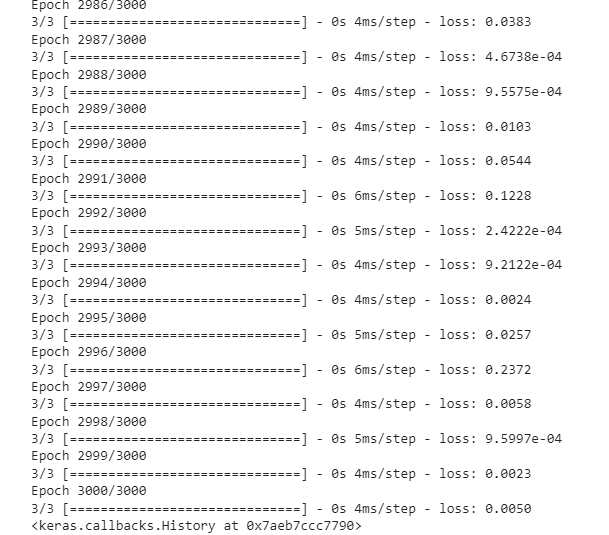 Epoch 2986/3000
3/3 [==============================] - 0s 4ms/step - loss: 0.0383
Epoch 2987/3000
3/3 [==============================] - 0s 4ms/step - loss: 4.6738e-04
Epoch 2988/3000
3/3 [==============================] - 0s 4ms/step - loss: 9.5575e-04
Epoch 2989/3000
3/3 [==============================] - 0s 4ms/step - loss: 0.0103
Epoch 2990/3000
3/3 [==============================] - 0s 4ms/step - loss: 0.0544
Epoch 2991/3000
3/3 [==============================] - 0s 6ms/step - loss: 0.1228
Epoch 2992/3000
3/3 [==============================] - 0s 5ms/step - loss: 2.4222e-04
Epoch 2993/3000
3/3 [==============================] - 0s 4ms/step - loss: 9.2122e-04
Epoch 2994/3000
3/3 [==============================] - 0s 4ms/step - loss: 0.0024
Epoch 2995/3000
3/3 [==============================] - 0s 5ms/step - loss: 0.0257
Epoch 2996/3000
3/3 [==============================] - 0s 6ms/step - loss: 0.2372
Epoch 2997/3000
3/3 [==============================] - 0s 4ms/step - loss: 0.0058
Epoch 2998/3000
3/3 [==============================] - 0s 5ms/step - loss: 9.5997e-04
Epoch 2999/3000
3/3 [==============================] - 0s 4ms/step - loss: 0.0023
Epoch 3000/3000
3/3 [==============================] - 0s 4ms/step - loss: 0.0050
<keras.callbacks.History at 0x7aeb7ccc7790>